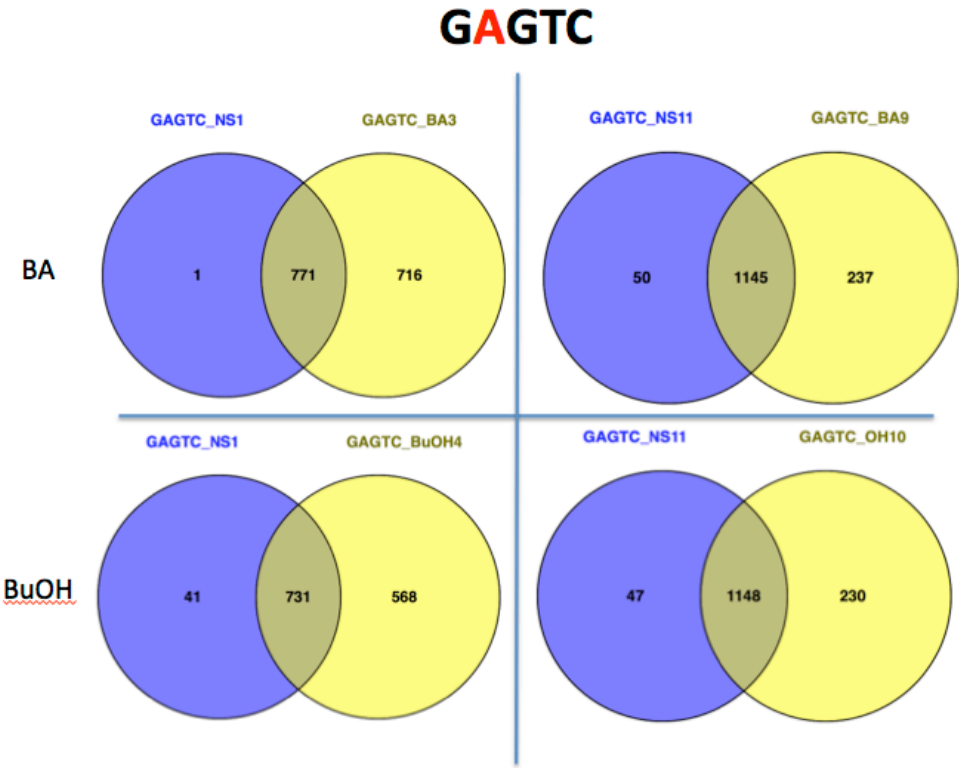 GAGTC
GAGTC_NS1 GAGTC_BA3
GAGTC_NS11 GAGTC_BA9
BA
1 771 716
50 1145 237
GAGTC_NS1 GAGTC_BuOH4
GAGTC_NS11 GAGTC_OH10
BuOH
41 731 568
47 1148 230